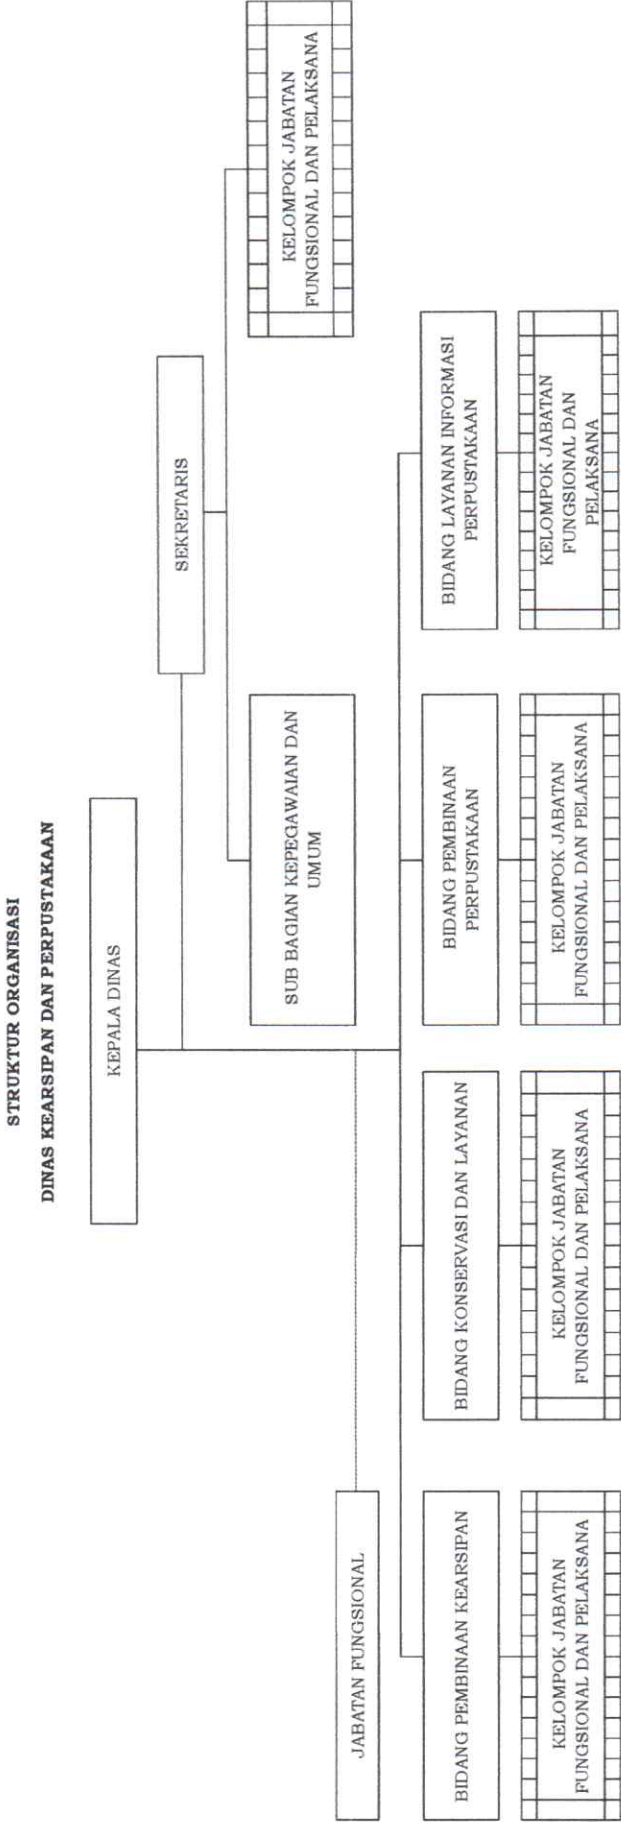 STRUKTUR ORGANISASI
DINAS KEARSIPAN DAN PERPUSTAKAAN
KEPALA DINAS
SEKRETARIS
SUB BAGIAN KEPEGAWAIAN DAN
UMUM
KELOMPOK JABATAN
FUNGSIONAL DAN PELAKSANA
JABATAN FUNGSIONAL
BIDANG PEMBINAAN KEARSIPAN
BIDANG KONSERVASI DAN LAYANAN
BIDANG PEMBINAAN
PERPUSTAKAAN
BIDANG LAYANAN INFORMASI
PERPUSTAKAAN
KELOMPOK JABATAN
FUNGSIONAL DAN PELAKSANA
KELOMPOK JABATAN
FUNGSIONAL DAN PELAKSANA
KELOMPOK JABATAN
FUNGSIONAL DAN PELAKSANA
KELOMPOK JABATAN
FUNGSIONAL DAN
PELAKSANA